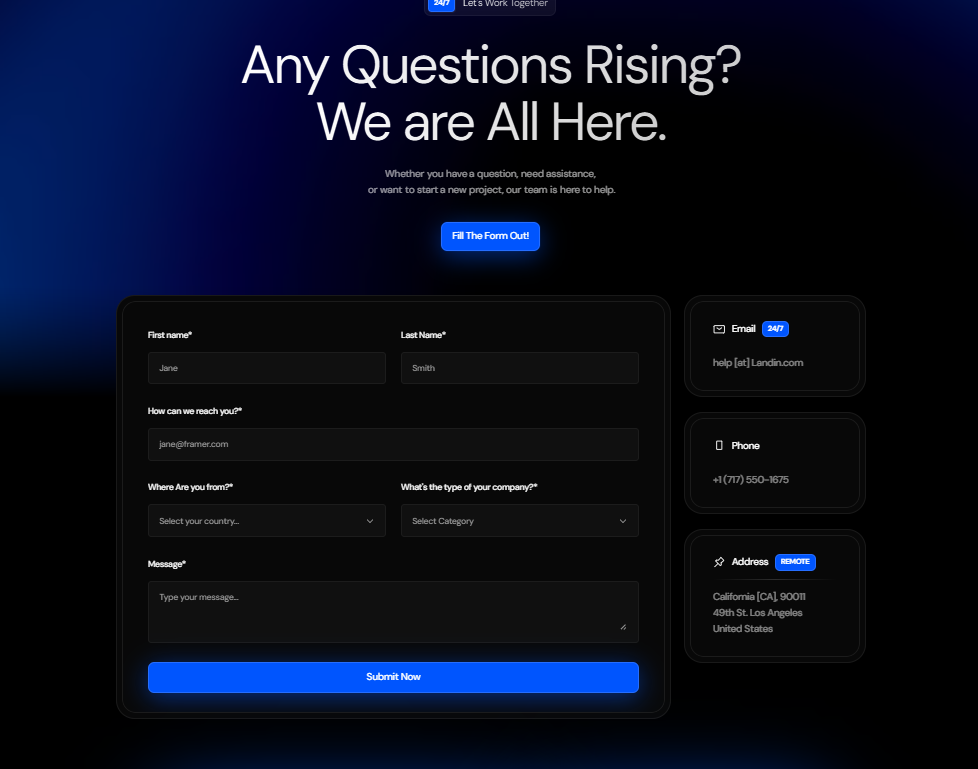 24/7 Let's Work Together
Any Questions Rising?
We are All Here.
Whether you have a question, need assistance,
or want to start a new project, our team is here to help.
Fill The Form Out!
First name*
Last Name*
Jane
Smith
How can we reach you?*
jane@framer.com
Where Are you from?*
What's the type of your company?*
Select your country...
Select Category
Message*
Type your message...
Submit Now
Email 24/7
help [at] Landin.com
Phone
+1 (717) 550-1675
Address REMOTE
California [CA], 90011
49th St. Los Angeles
United States